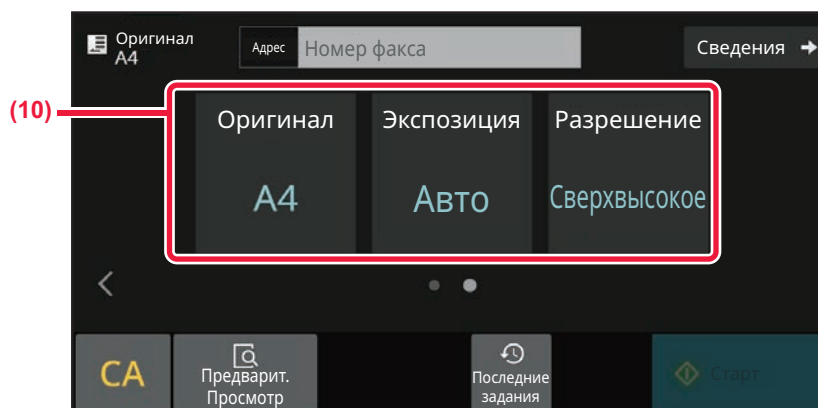 Оригинал
A4
Адрес
Номер факса
Сведения
(10)
Оригинал
Экспозиция
Разрешение
A4
Авто
Сверхвысокое
CA
Предварит.
Просмотр
Последние
задания
Старт